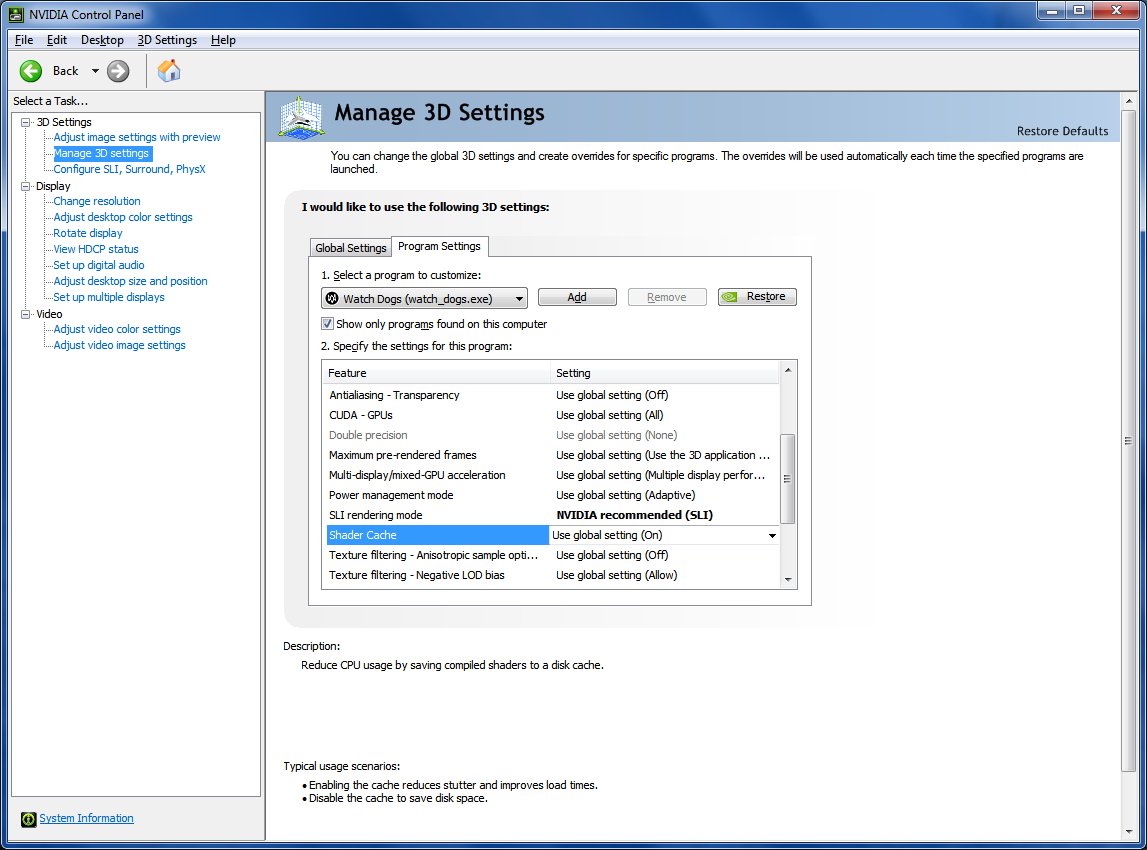 NVIDIA Control Panel
File Edit Desktop 3D Settings Help
Back
Select a Task...
3D Settings
Adjust image settings with preview
Manage 3D settings
Configure SLI, Surround, PhysX
Display
Change resolution
Adjust desktop color settings
Rotate display
View HDCP status
Set up digital audio
Adjust desktop size and position
Set up multiple displays
Video
Adjust video color settings
Adjust video image settings
System Information
Manage 3D Settings
Restore Defaults
You can change the global 3D settings and create overrides for specific programs. The overrides will be used automatically each time the specified programs are
launched.
I would like to use the following 3D settings:
Global Settings Program Settings
1. Select a program to customize:
Watch Dogs (watch_dogs.exe) Add Remove Restore
Show only programs found on this computer
2. Specify the settings for this program:
Feature Setting
Antialiasing - Transparency Use global setting (Off)
CUDA - GPUs Use global setting (All)
Double precision Use global setting (None)
Maximum pre-rendered frames Use global setting (Use the 3D application ...
Multi-display/mixed-GPU acceleration Use global setting (Multiple display perfor...
Power management mode Use global setting (Adaptive)
SLI rendering mode NVIDIA recommended (SLI)
Shader Cache Use global setting (On)
Texture filtering - Anisotropic sample opti... Use global setting (Off)
Texture filtering - Negative LOD bias Use global setting (Allow)
Description:
Reduce CPU usage by saving compiled shaders to a disk cache.
Typical usage scenarios:
• Enabling the cache reduces stutter and improves load times.
• Disable the cache to save disk space.